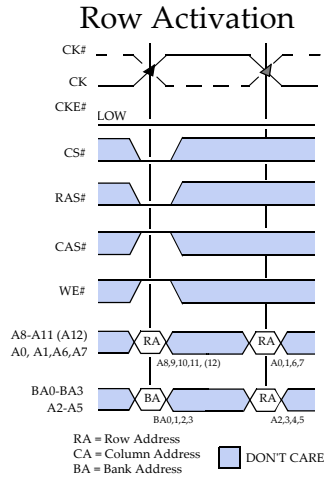 Row Activation
CK#
CK
CKE#
LOW
CS#
RAS#
CAS#
WE#
A8-A11 (A12)
A0, A1,A6,A7
RA
RA
A8,9,10,11, (12)
A0,1,6,7
BA0-BA3
A2-A5
BA
RA
BA0,1,2,3
A2,3,4,5
RA = Row Address
CA = Column Address
BA = Bank Address
DON'T CARE